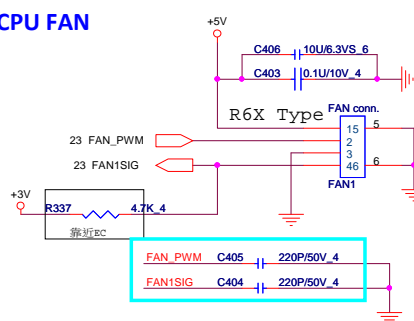 CPU FAN
+5V
C406 10U/6.3VS_6
C403 0.1U/10V_4
R6X Type FAN conn.
15 5
23 FAN_PWM 2
3
23 FAN1SIG 46 6
FAN1
+3V
R337 4.7K_4
靠近EC
FAN_PWM C405 220P/50V_4
FAN1SIG C404 220P/50V_4